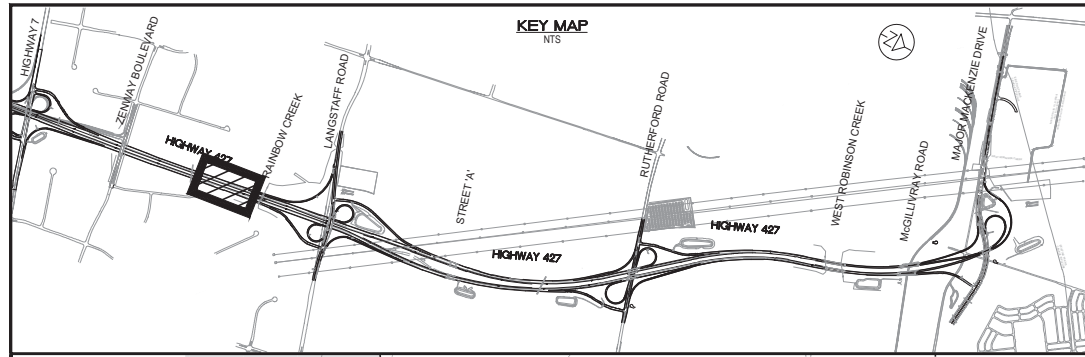 KEY MAP
NTS
HIGHWAY 7
ZENWAY BOULEVARD
HIGHWAY 427
RAINBOW CREEK
LANGSTAFF ROAD
STREET 'A'
HIGHWAY 427
RUTHERFORD ROAD
HIGHWAY 427
WEST ROBINSON CREEK
McGILLIVRAY ROAD
MAJOR MACKENZIE DRIVE
N